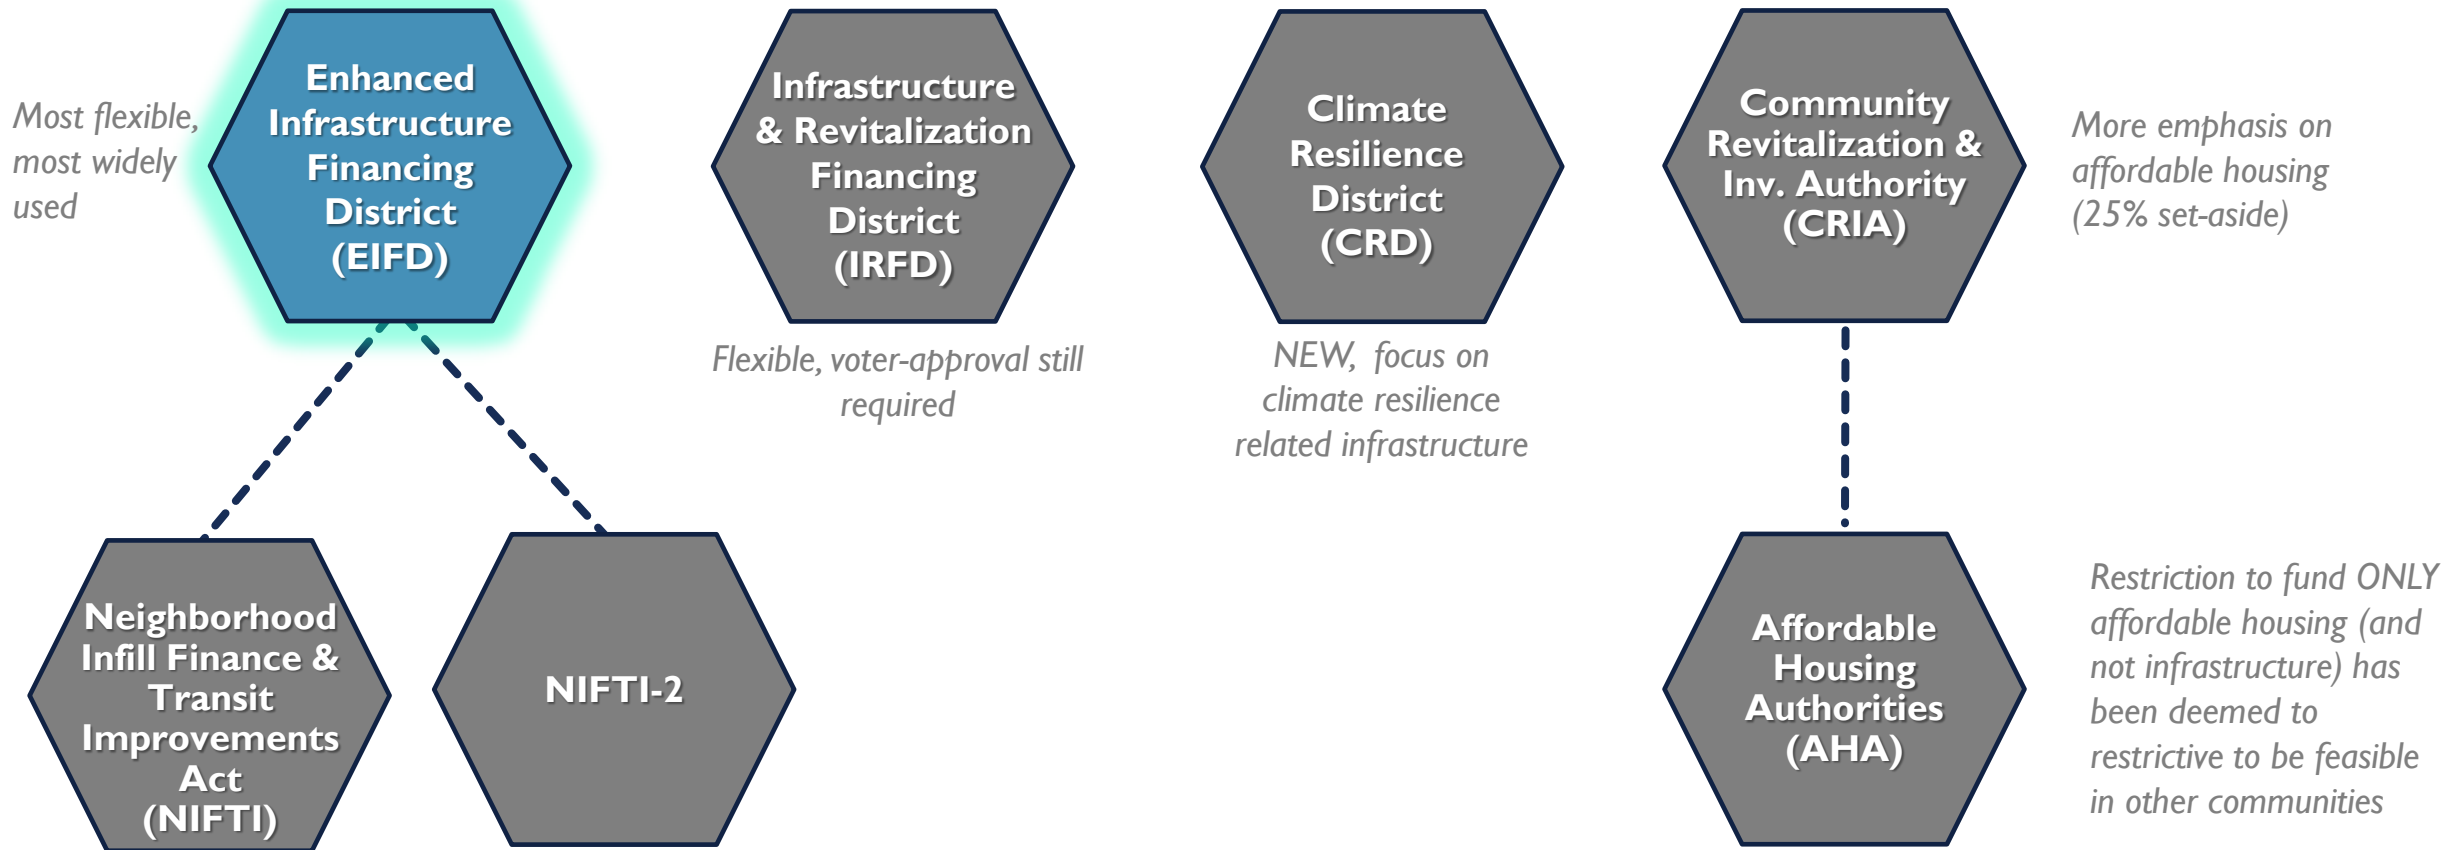 Most flexible,
most widely
used
Enhanced
Infrastructure
Financing
District
(EIFD)
Infrastructure
& Revitalization
Financing
District
(IRFD)
Flexible, voter-approval still
required
Climate
Resilience
District
(CRD)
NEW, focus on
climate resilience
related infrastructure
Community
Revitalization &
Inv. Authority
(CRIA)
More emphasis on
affordable housing
(25% set-aside)
Neighborhood
Infill Finance &
Transit
Improvements
Act
(NIFTI)
NIFTI-2
Affordable
Housing
Authorities
(AHA)
Restriction to fund ONLY
affordable housing (and
not infrastructure) has
been deemed to
restrictive to be feasible
in other communities